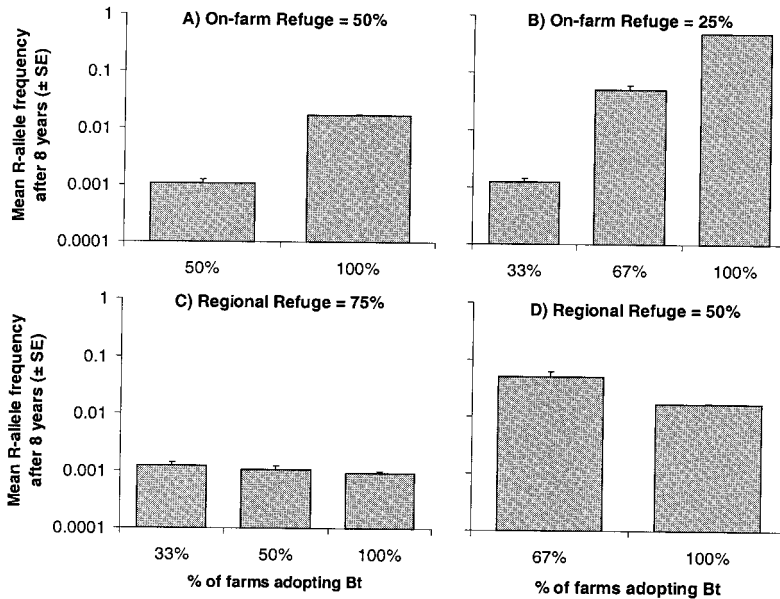 A) On-farm Refuge = 50%
B) On-farm Refuge = 25%
Mean R-allele frequency
after 8 years (± SE)
1
0.1
0.01
0.001
0.0001
50%
100%
33%
67%
100%
C) Regional Refuge = 75%
D) Regional Refuge = 50%
Mean R-allele frequency
after 8 years (± SE)
1
0.1
0.01
0.001
0.0001
33%
50%
100%
67%
100%
% of farms adopting Bt
% of farms adopting Bt